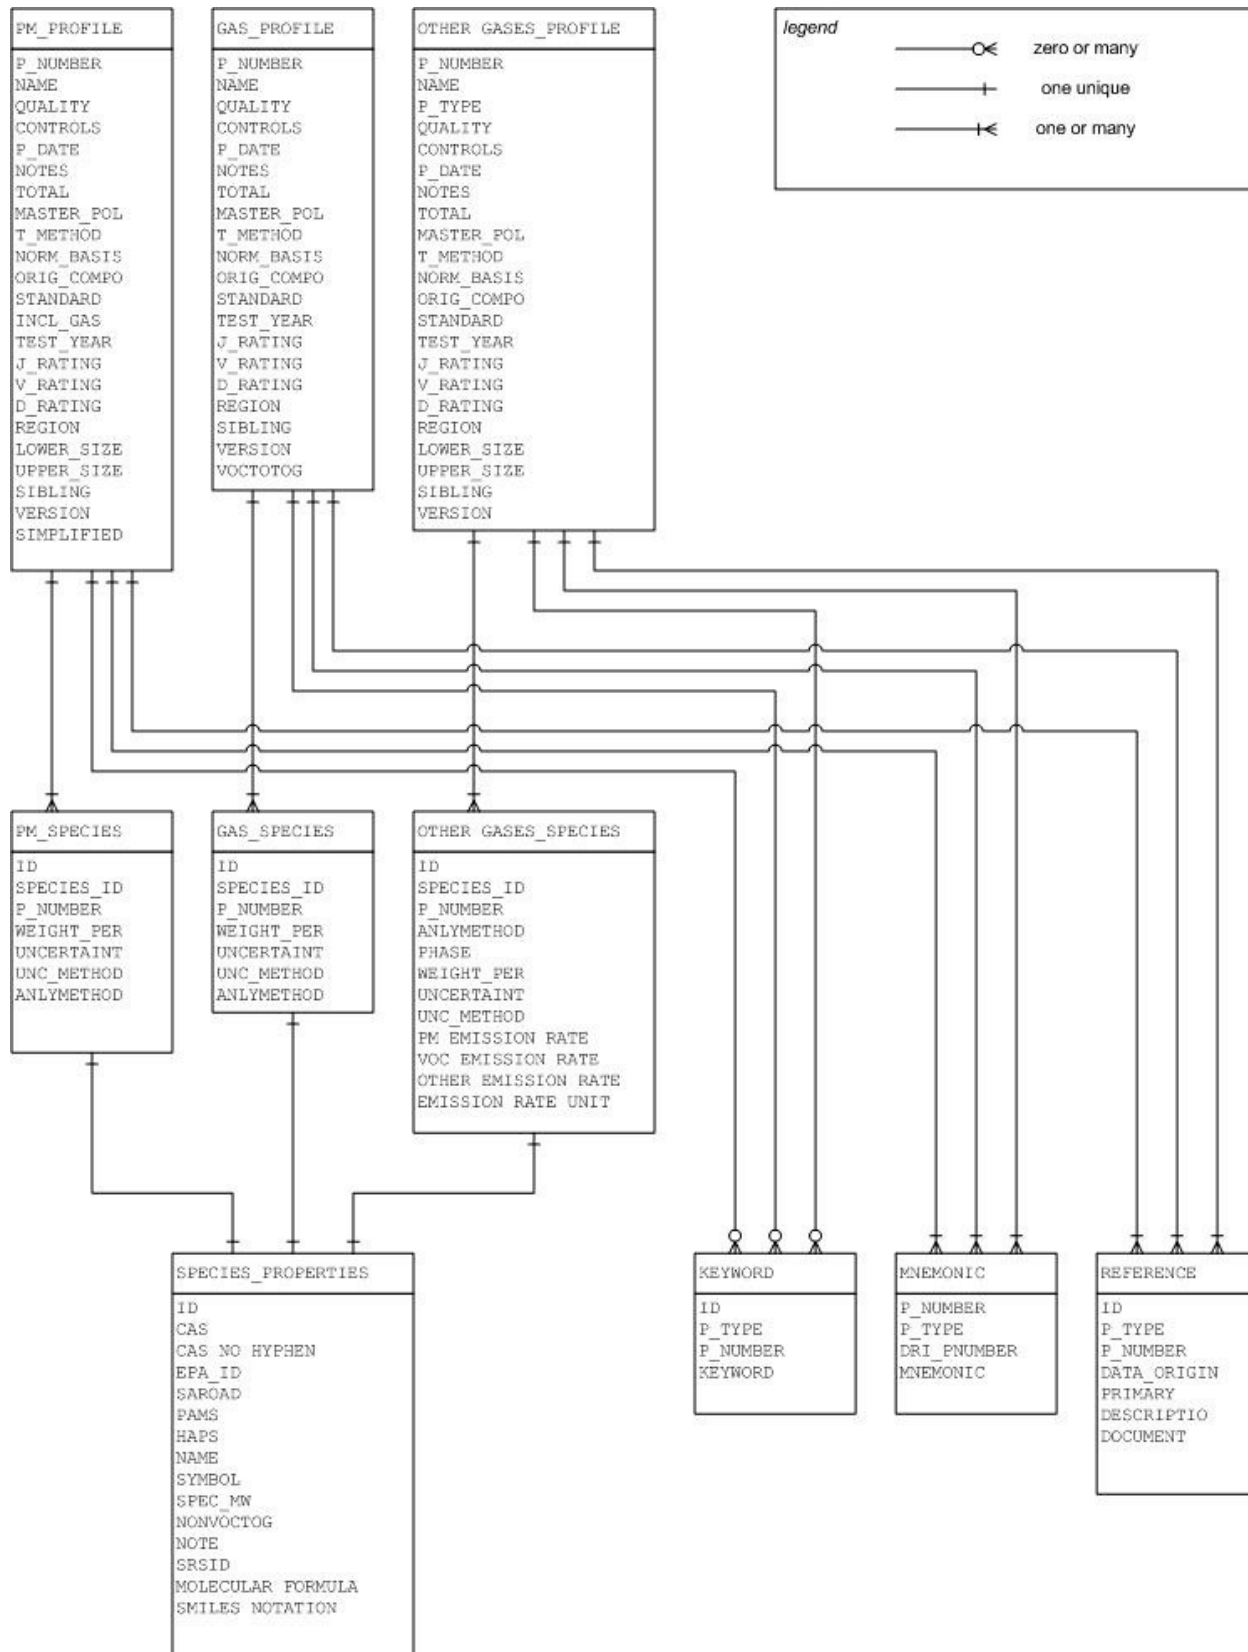 PM_PROFILE
P_NUMBER
NAME
QUALITY
CONTROLS
P_DATE
NOTES
TOTAL
MASTER_POL
T_METHOD
NORM_BASIS
ORIG_COMPO
STANDARD
INCL_GAS
TEST_YEAR
J_RATING
V_RATING
D_RATING
REGION
LOWER_SIZE
UPPER_SIZE
SIBLING
VERSION
SIMPLIFIED
GAS_PROFILE
P_NUMBER
NAME
QUALITY
CONTROLS
P_DATE
NOTES
TOTAL
MASTER_POL
T_METHOD
NORM_BASIS
ORIG_COMPO
STANDARD
TEST_YEAR
J_RATING
V_RATING
D_RATING
REGION
SIBLING
VERSION
VOCTOTOG
OTHER GASES_PROFILE
P_NUMBER
NAME
P_TYPE
QUALITY
CONTROLS
P_DATE
NOTES
TOTAL
MASTER_POL
T_METHOD
NORM_BASIS
ORIG_COMPO
STANDARD
TEST_YEAR
J_RATING
V_RATING
D_RATING
REGION
LOWER_SIZE
UPPER_SIZE
SIBLING
VERSION
legend
zero or many
one unique
one or many
PM_SPECIES
ID
SPECIES_ID
P_NUMBER
WEIGHT_PER
UNCERTAINT
UNC_METHOD
ANLYMETHOD
GAS_SPECIES
ID
SPECIES_ID
P_NUMBER
WEIGHT_PER
UNCERTAINT
UNC_METHOD
ANLYMETHOD
OTHER GASES_SPECIES
ID
SPECIES_ID
P_NUMBER
ANLYMETHOD
PHASE
WEIGHT_PER
UNCERTAINT
UNC_METHOD
PM EMISSION RATE
VOC EMISSION RATE
OTHER EMISSION RATE
EMISSION RATE UNIT
SPECIES_PROPERTIES
ID
CAS
CAS NO HYPHEN
EPA_ID
SAROAD
PAMS
HAPS
NAME
SYMBOL
SPEC_MW
NONVOCTOG
NOTE
SRSID
MOLECULAR FORMULA
SMILES NOTATION
KEYWORD
ID
P_TYPE
P_NUMBER
KEYWORD
MNEMONIC
P_NUMBER
P_TYPE
DRI_PNUMBER
MNEMONIC
REFERENCE
ID
P_TYPE
P_NUMBER
DATA_ORIGIN
PRIMARY
DESCRIPTIO
DOCUMENT